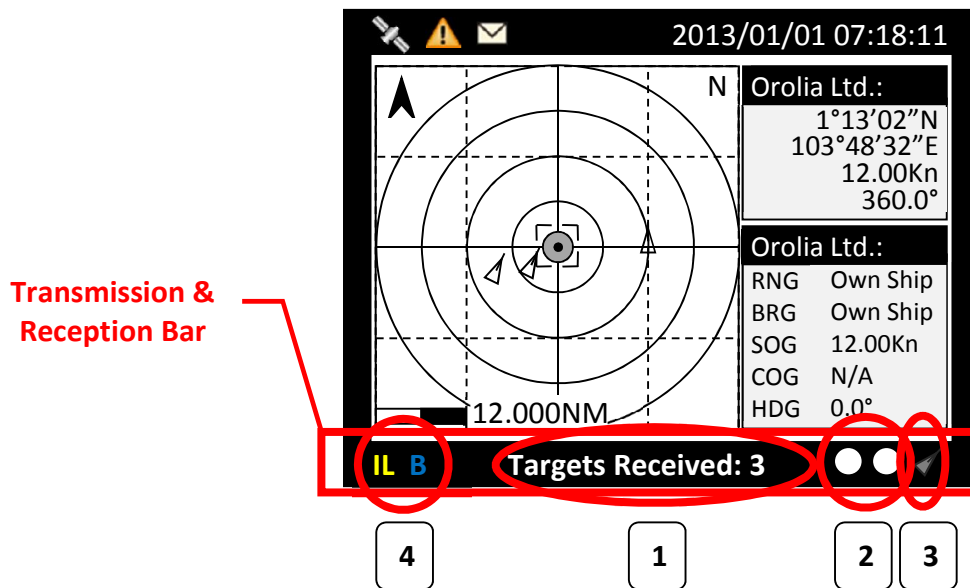 2013/01/01 07:18:11
N
Orolia Ltd.:
1°13’02”N
103°48’32”E
12.00Kn
360.0°
Orolia Ltd.:
RNG Own Ship
BRG Own Ship
SOG 12.00Kn
COG N/A
HDG 0.0°
12.000NM
Transmission &
Reception Bar
IL B Targets Received: 3
4 1 2 3